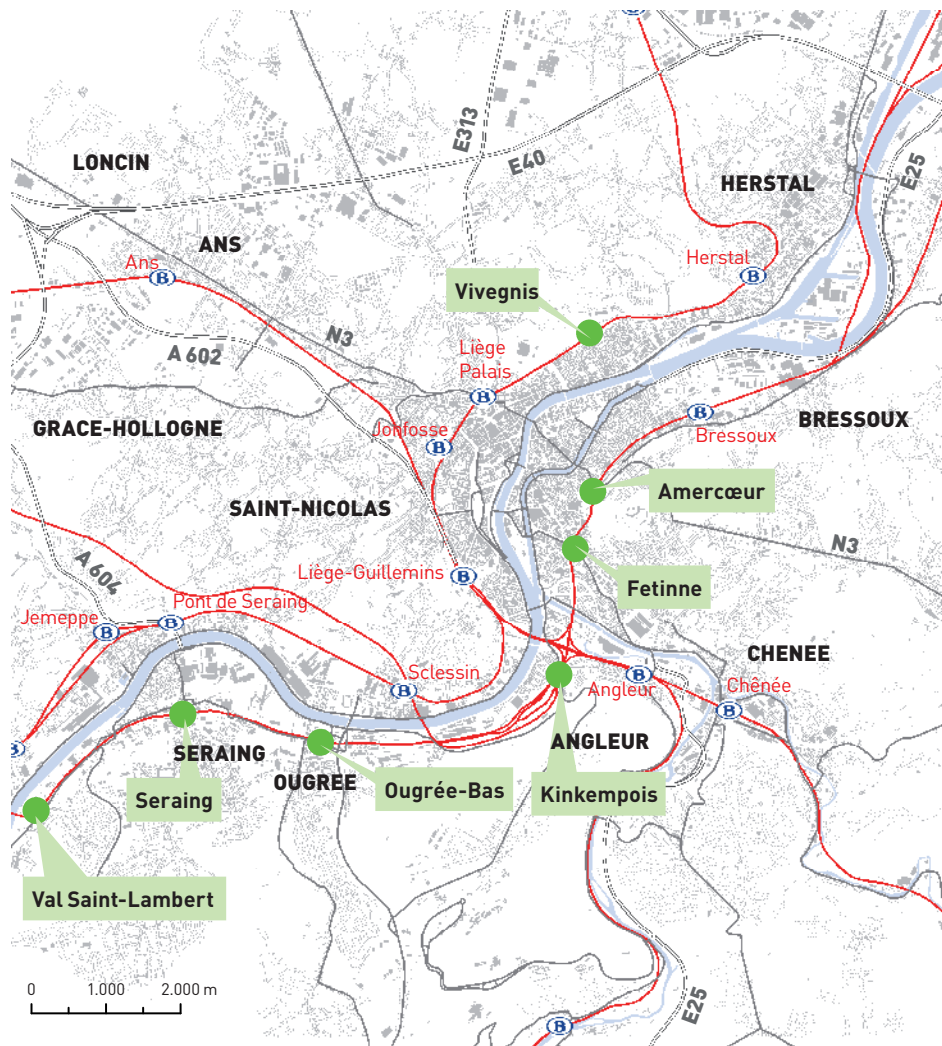 E313
E40
LONCIN
E25
HERSTAL
ANS
Ans
B
Herstal
B
Vivegnis
N3
A 602
Liège
Palais
B
GRACE-HOLLOGNE
Jonfosse
B
B
Bressoux
BRESSOUX
Amercœur
SAINT-NICOLAS
N3
A 604
Liège-Guillemins
B
Fetinne
Jemeppe
B
Pont de Seraing
B
Sclessin
B
CHENEE
Angleur
B
Chênée
B
B
SERAING
OUGREE
ANGLEUR
Seraing
Ougrée-Bas
Kinkempois
Val Saint-Lambert
0 1.000 2.000 m
E25
B